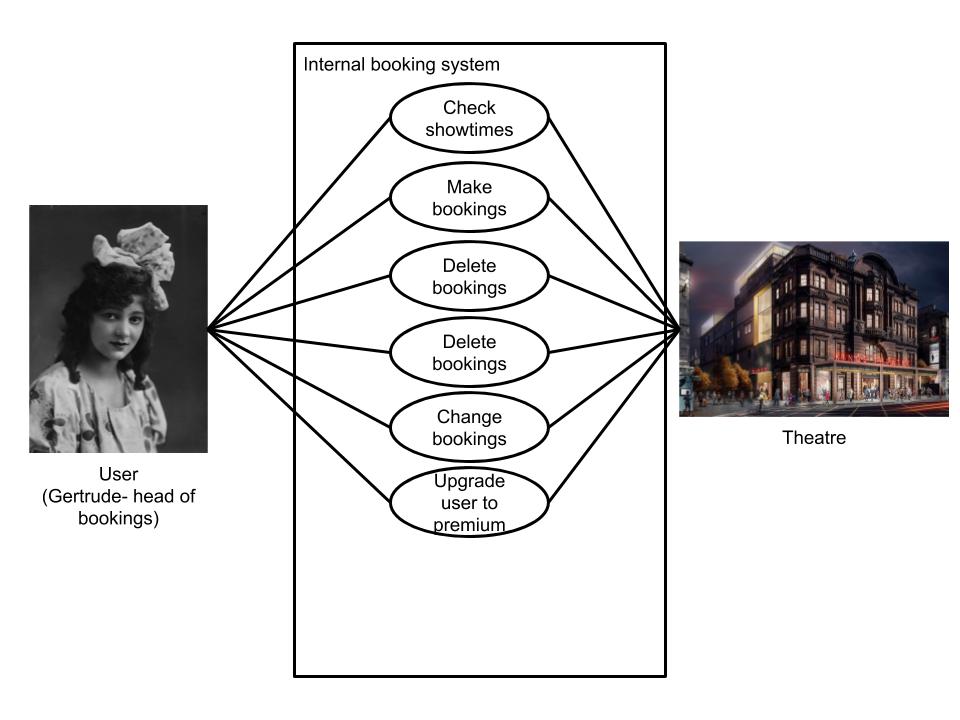 Internal booking system
Check
showtimes
Make
bookings
Delete
bookings
Delete
bookings
Change
bookings
Upgrade
user to
premium
User
(Gertrude- head of
bookings)
Theatre